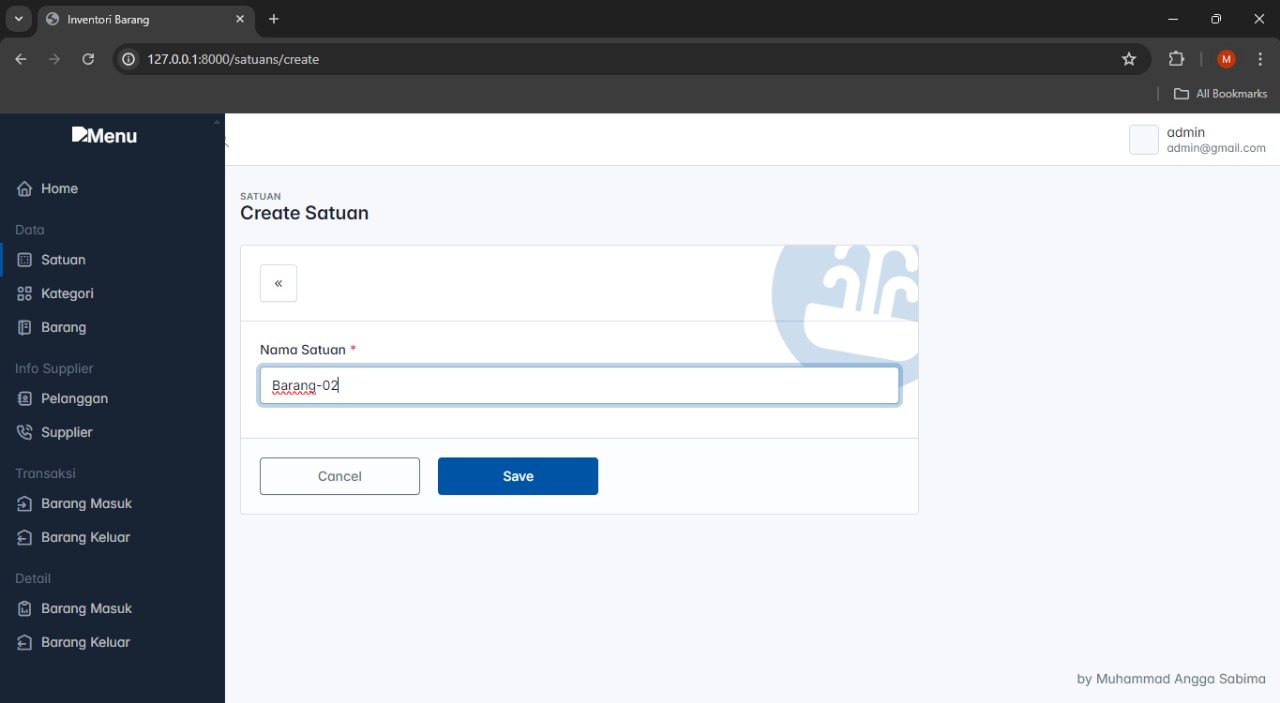 Inventori Barang
127.0.0.1:8000/satuans/create
M
All Bookmarks
Menu
Home
Data
Satuan
Kategori
Barang
Info Supplier
Pelanggan
Supplier
Transaksi
Barang Masuk
Barang Keluar
Detail
Barang Masuk
Barang Keluar
admin
admin@gmail.com
SATUAN
Create Satuan
«
Nama Satuan *
Barang-02
Cancel
Save
by Muhammad Angga Sabima